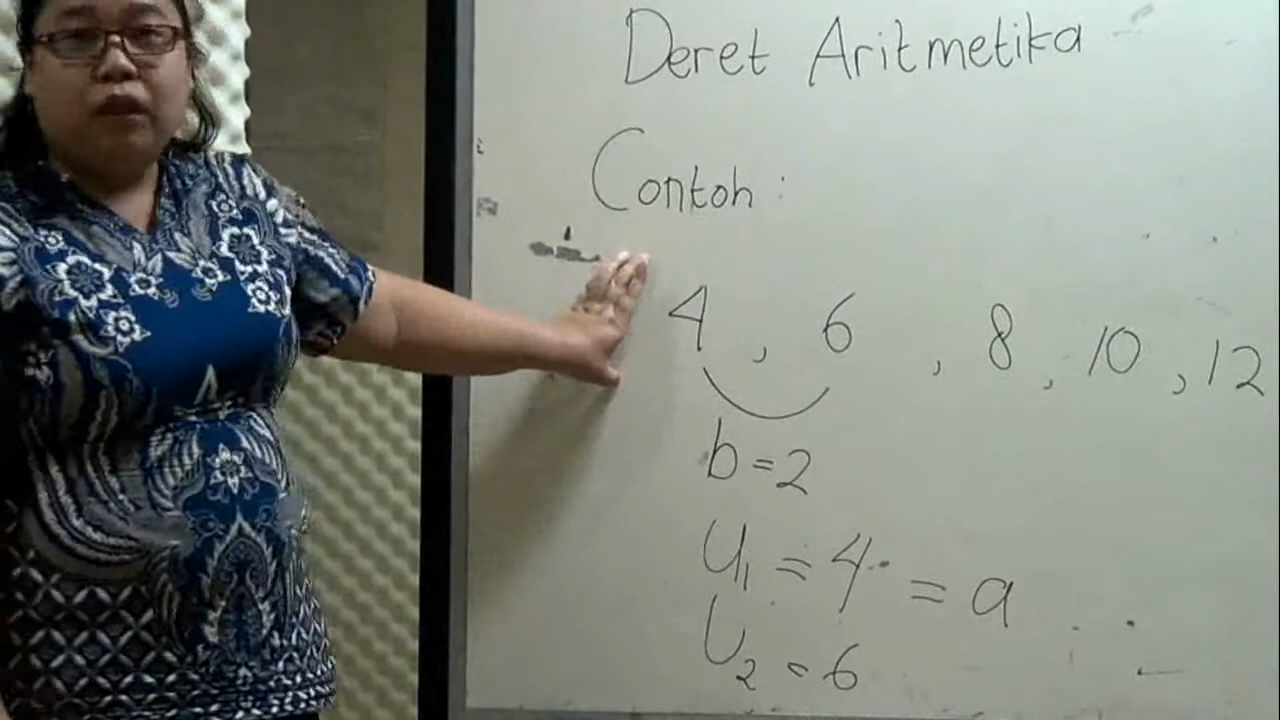 Deret Aritmetika
Contoh :
4 , 6 , 8 , 10 , 12
b = 2
U1 = 4 = a
U2 = 6